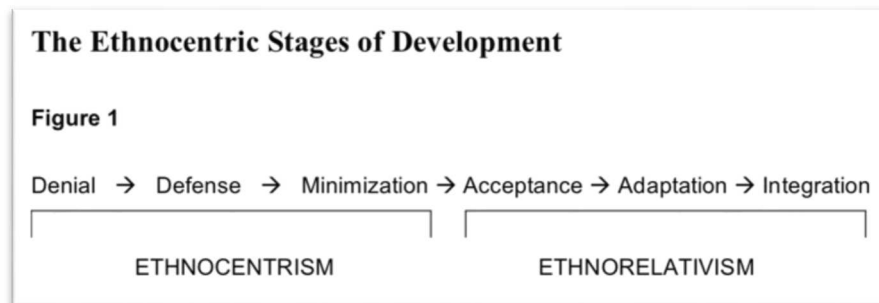 The Ethnocentric Stages of Development
Figure 1
Denial → Defense → Minimization → Acceptance → Adaptation → Integration
ETHNOCENTRISM ETHNORELATIVISM